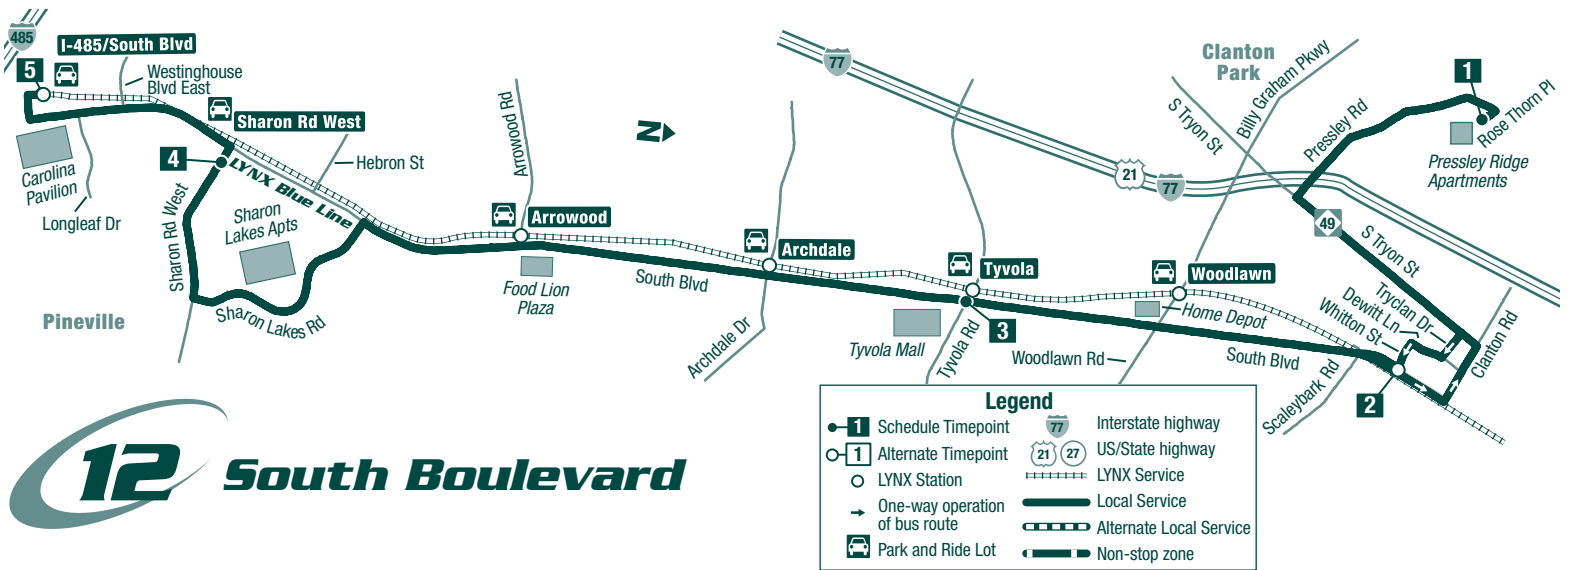 485
I-485/South Blvd
5
Westinghouse
Blvd East
Sharon Rd West
Hebron St
4
LYNX Blue Line
Carolina
Pavilion
Longleaf Dr
Sharon Rd West
Sharon
Lakes Apts
Sharon Lakes Rd
Pineville
Arrowood Rd
Arrowood
Food Lion
Plaza
N
South Blvd
Archdale
Archdale Dr
77
21
77
Tyvola
3
Tyvola Mall
Tyvola Rd
Woodlawn
Home Depot
Woodlawn Rd
South Blvd
Clanton
Park
Billy Graham Pkwy
S Tryon St
Pressley Rd
1
Rose Thorn Pl
Pressley Ridge
Apartments
49
S Tryon St
Tryclan Dr
Dewitt Ln
Whitton St
Clanton Rd
Scaleybark Rd
2
12 South Boulevard
Legend
1 Schedule Timepoint
1 Alternate Timepoint
LYNX Station
One-way operation
of bus route
Park and Ride Lot
77 Interstate highway
21 27 US/State highway
LYNX Service
Local Service
Alternate Local Service
Non-stop zone